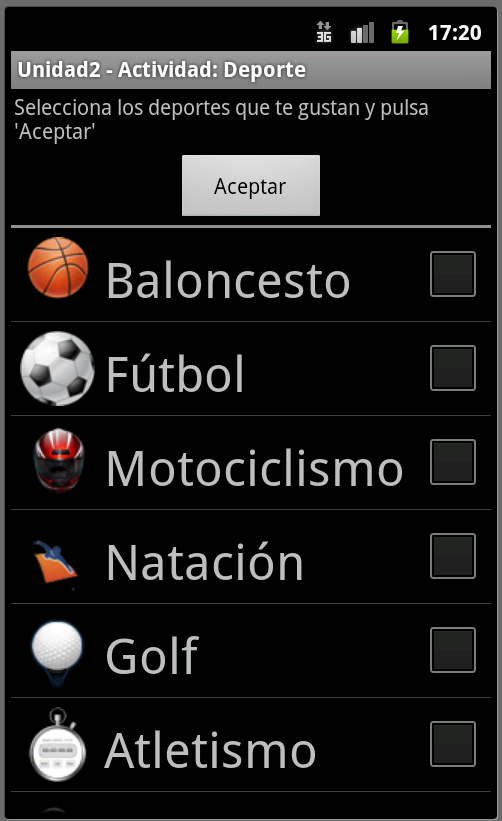 3G
17:20
Unidad2 - Actividad: Deporte
Selecciona los deportes que te gustan y pulsa
'Aceptar'
Aceptar
Baloncesto
Fútbol
Motociclismo
Natación
Golf
Atletismo